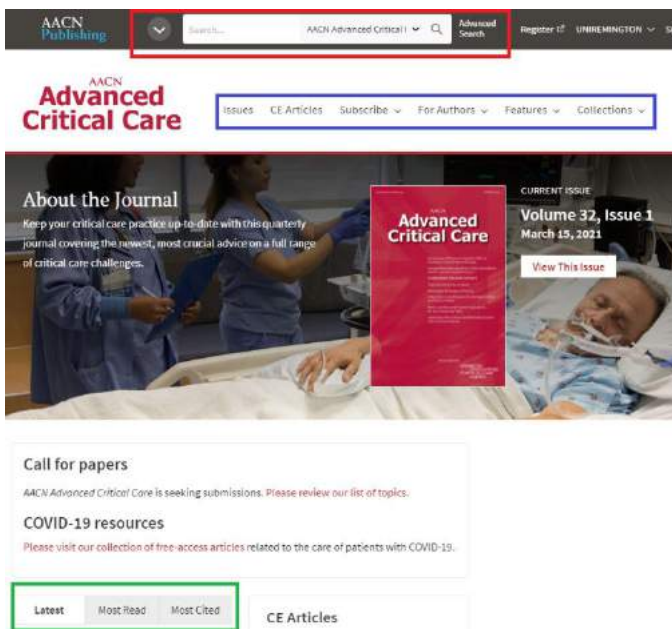 AACN
Publishing
Search...
AACN Advanced Critical
Advanced
Search
Register
UNIREMINGTON
AACN
Advanced
Critical Care
Issues CE Articles Subscribe For Authors Features Collections
About the Journal
Keep your critical care practice up-to-date with this quarterly
journal covering the newest, most crucial advice on a full range
of critical care challenges.
AACN
Advanced
Critical Care
CURRENT ISSUE
Volume 32, Issue 1
March 15, 2021
View This Issue
Call for papers
AACN Advanced Critical Care is seeking submissions. Please review our list of topics.
COVID-19 resources
Please visit our collection of free-access articles related to the care of patients with COVID-19.
Latest Most Read Most Cited
CE Articles